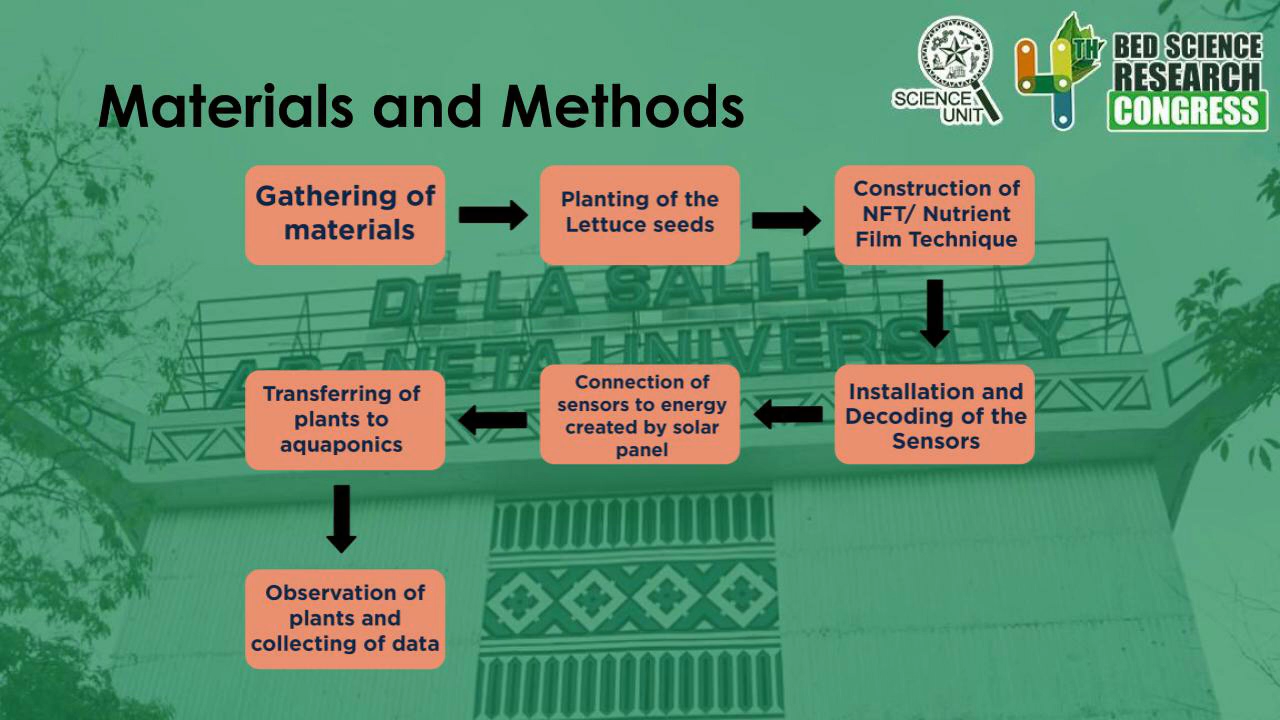 Materials and Methods
SCIENCE
UNIT
4TH
BED SCIENCE
RESEARCH
CONGRESS
Gathering of
materials
Planting of the
Lettuce seeds
Construction of
NFT/ Nutrient
Film Technique
DE LA SALLE
ARANETA UNIVERSITY
Installation and
Decoding of the
Sensors
Connection of
sensors to energy
created by solar
panel
Transferring of
plants to
aquaponics
Observation of
plants and
collecting of data